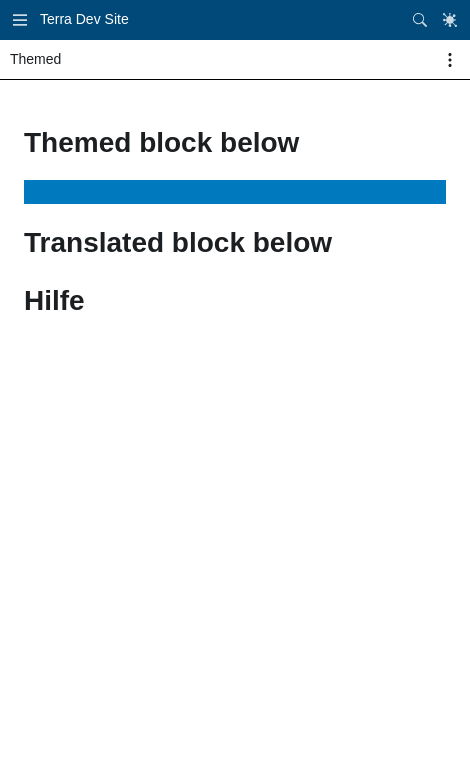 Terra Dev Site
Themed
Themed block below
Translated block below
Hilfe